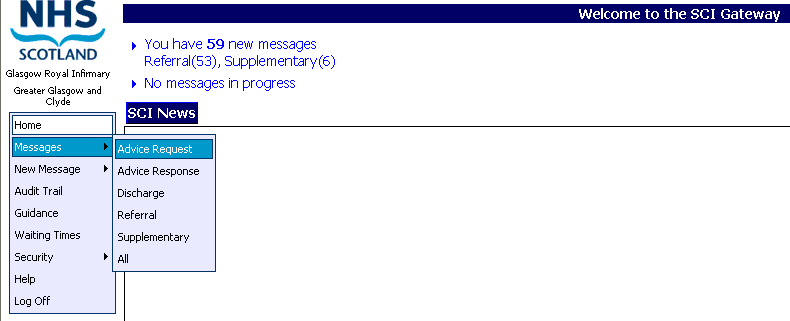 NHS
SCOTLAND
Glasgow Royal Infirmary
Greater Glasgow and
Clyde
Welcome to the SCI Gateway
You have 59 new messages
Referral(53), Supplementary(6)
No messages in progress
SCI News
Home
Messages
New Message
Audit Trail
Guidance
Waiting Times
Security
Help
Log Off
Advice Request
Advice Response
Discharge
Referral
Supplementary
All